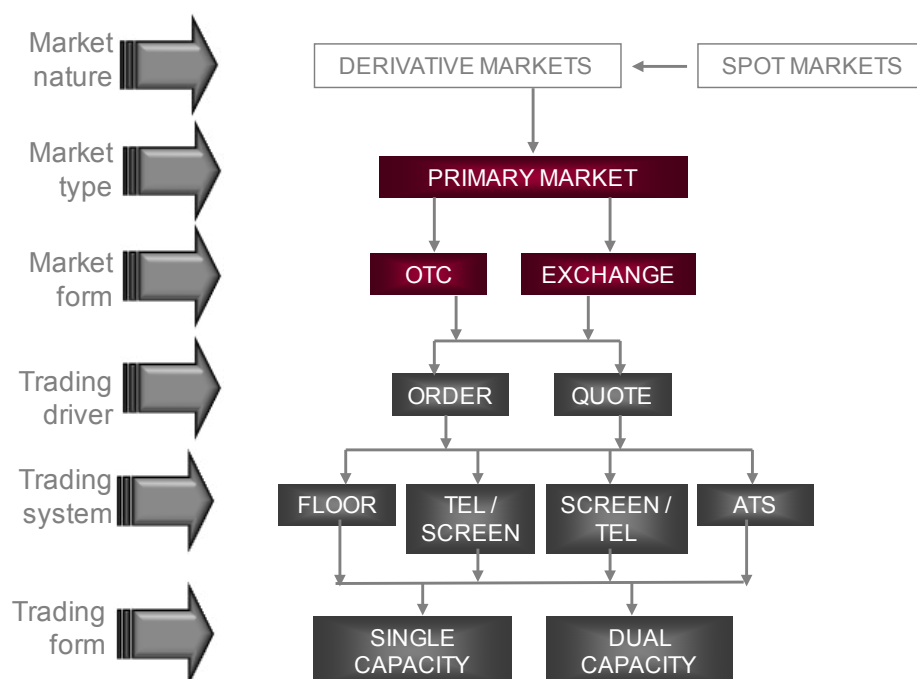 Market
nature
DERIVATIVE MARKETS
SPOT MARKETS
Market
type
PRIMARY MARKET
Market
form
OTC
EXCHANGE
Trading
driver
ORDER
QUOTE
Trading
system
FLOOR
TEL /
SCREEN
SCREEN /
TEL
ATS
Trading
form
SINGLE
CAPACITY
DUAL
CAPACITY